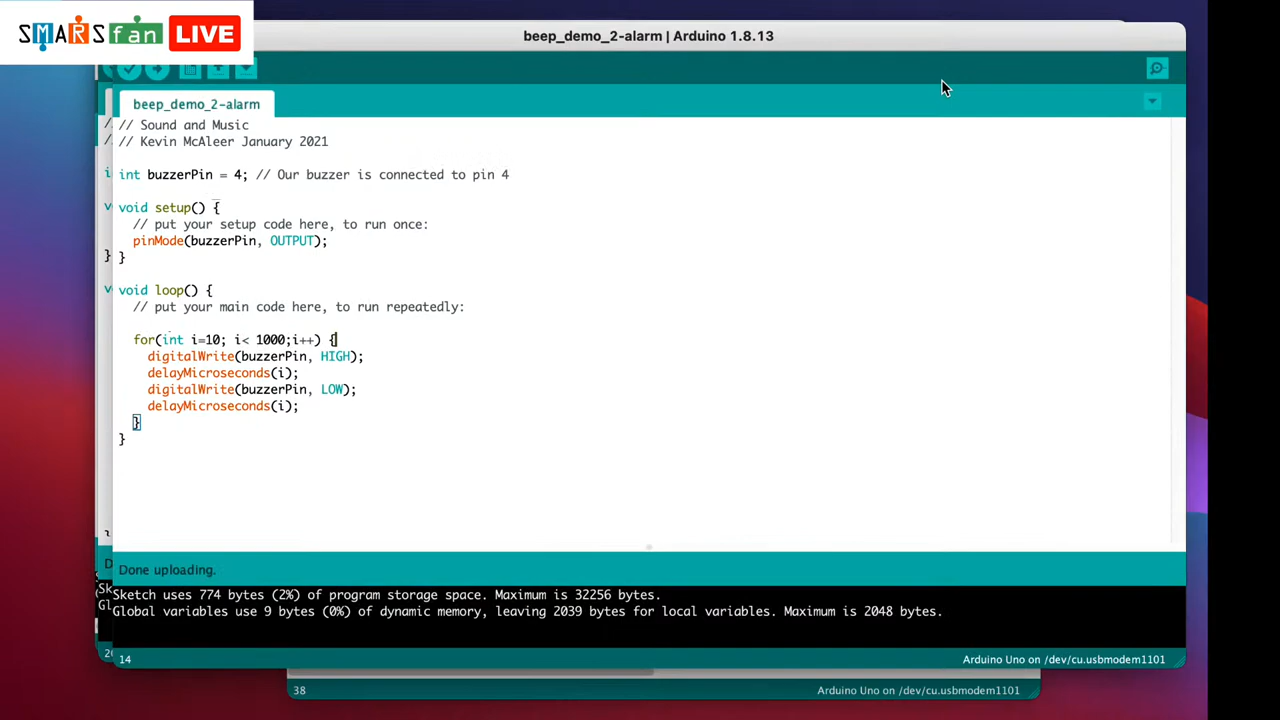 SMARSfan LIVE
beep_demo_2-alarm | Arduino 1.8.13
beep_demo_2-alarm
// Sound and Music
// Kevin McAleer January 2021
int buzzerPin = 4; // Our buzzer is connected to pin 4
void setup() {
// put your setup code here, to run once:
pinMode(buzzerPin, OUTPUT);
}
void loop() {
// put your main code here, to run repeatedly:
for(int i=10; i< 1000;i++) {
digitalWrite(buzzerPin, HIGH);
delayMicroseconds(i);
digitalWrite(buzzerPin, LOW);
delayMicroseconds(i);
}
}
Done uploading.
Sketch uses 774 bytes (2%) of program storage space. Maximum is 32256 bytes.
Global variables use 9 bytes (0%) of dynamic memory, leaving 2039 bytes for local variables. Maximum is 2048 bytes.
14 Arduino Uno on /dev/cu.usbmodem1101
38 Arduino Uno on /dev/cu.usbmodem1101